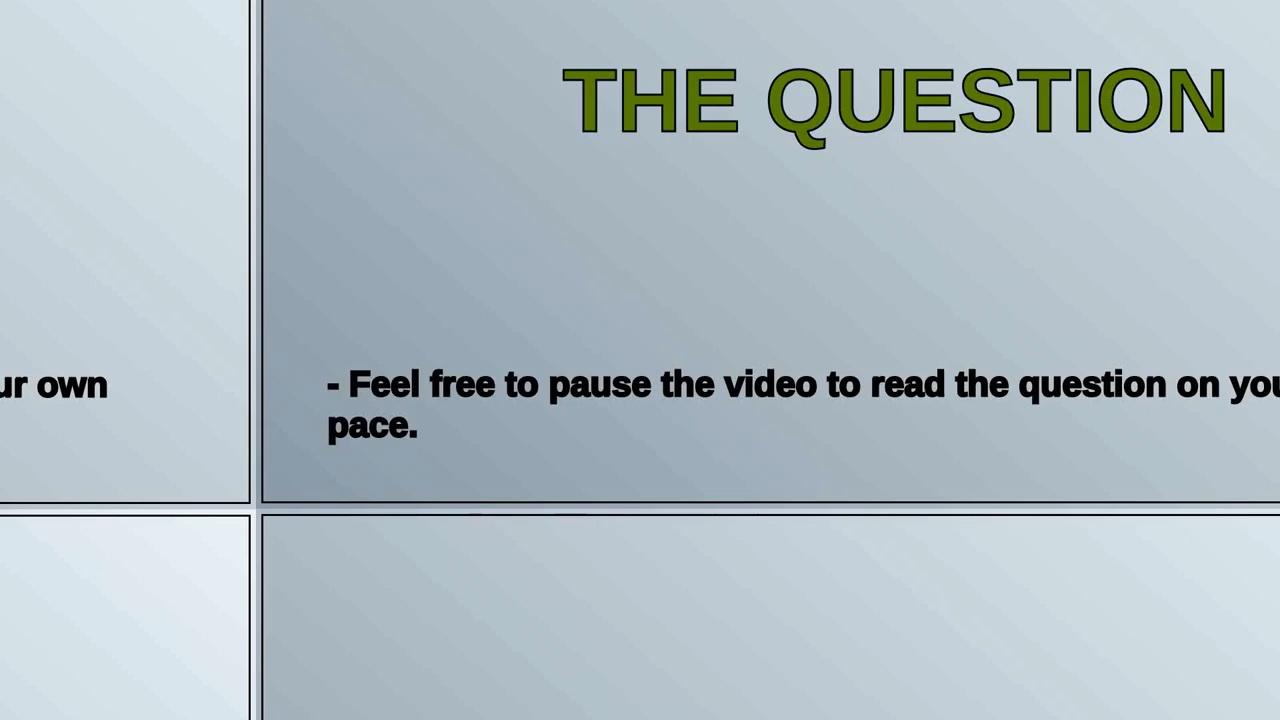 THE QUESTION
ur own
- Feel free to pause the video to read the question on you
pace.